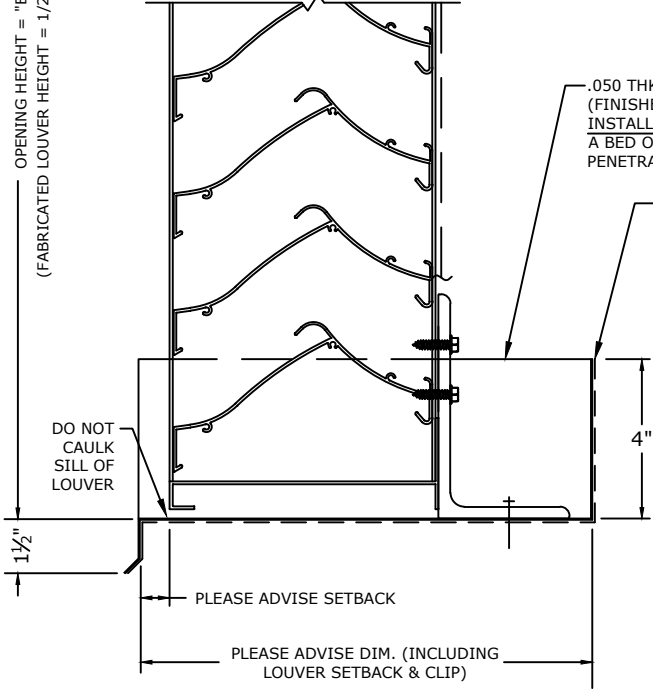 OPENING HEIGHT = "B
(FABRICATED LOUVER HEIGHT = 1/2
.050 THK
(FINISHE
INSTALL
A BED O
PENETRA
DO NOT
CAULK
SILL OF
LOUVER
4"
1½"
PLEASE ADVISE SETBACK
PLEASE ADVISE DIM. (INCLUDING
LOUVER SETBACK & CLIP)